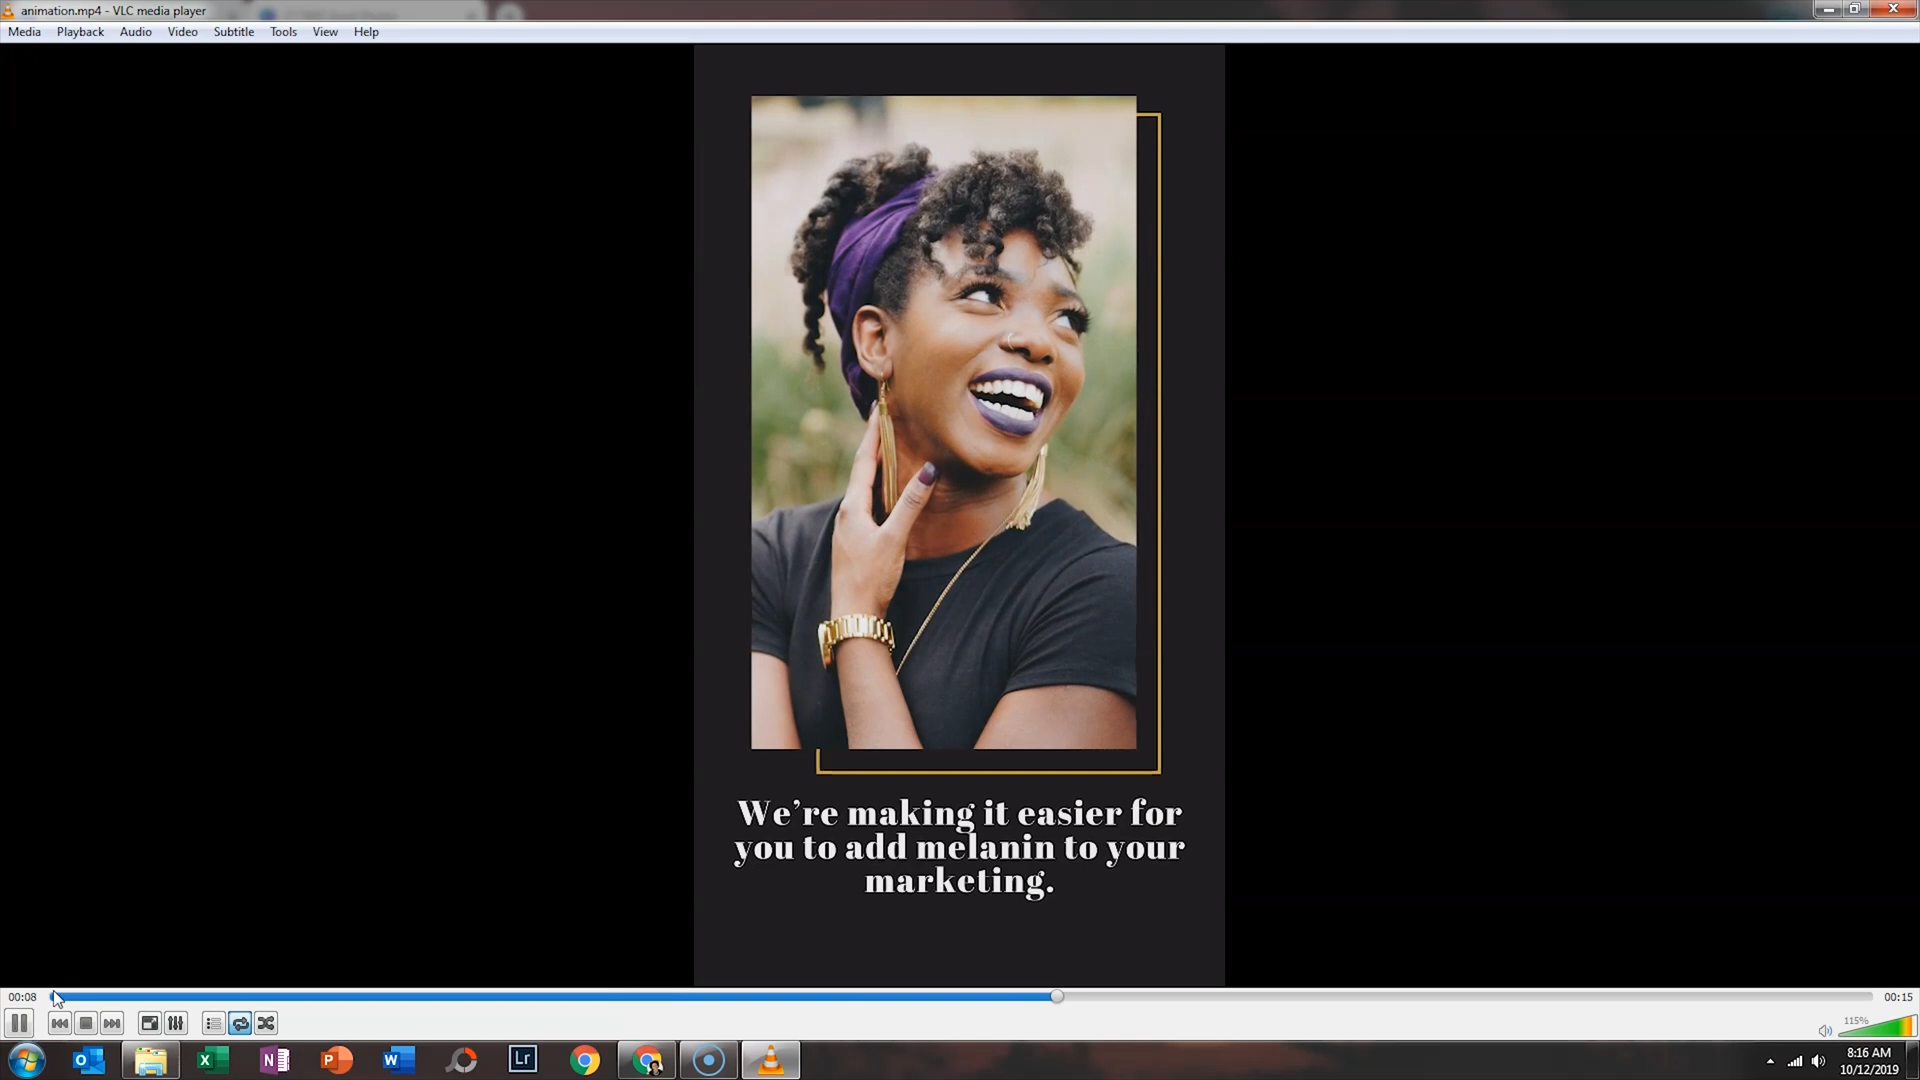 animation.mp4 - VLC media player
Media Playback Audio Video Subtitle Tools View Help
We're making it easier for
you to add melanin to your
marketing.
00:08
00:15
115%
Lr
8:16 AM
10/12/2019